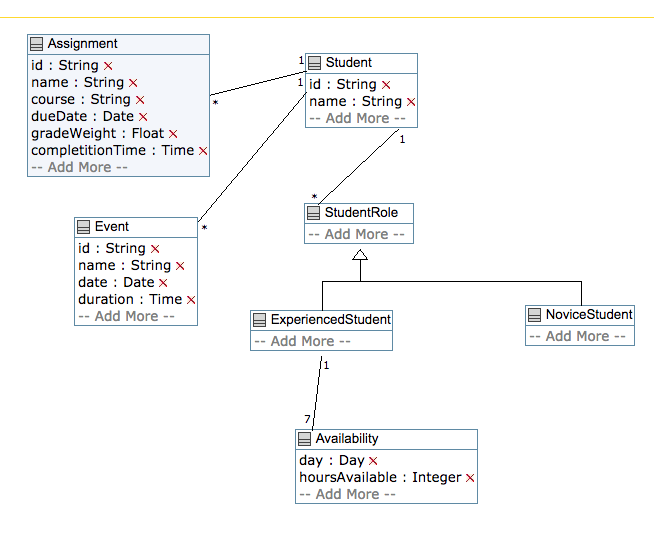 Assignment
id : String ×
name : String ×
course : String ×
dueDate : Date ×
gradeWeight : Float ×
completitionTime : Time ×
-- Add More --
1
*
1
Student
id : String ×
name : String ×
-- Add More --
1
*
*
StudentRole
-- Add More --
Event
id : String ×
name : String ×
date : Date ×
duration : Time ×
-- Add More --
ExperiencedStudent
-- Add More --
NoviceStudent
-- Add More --
1
7
Availability
day : Day ×
hoursAvailable : Integer ×
-- Add More --